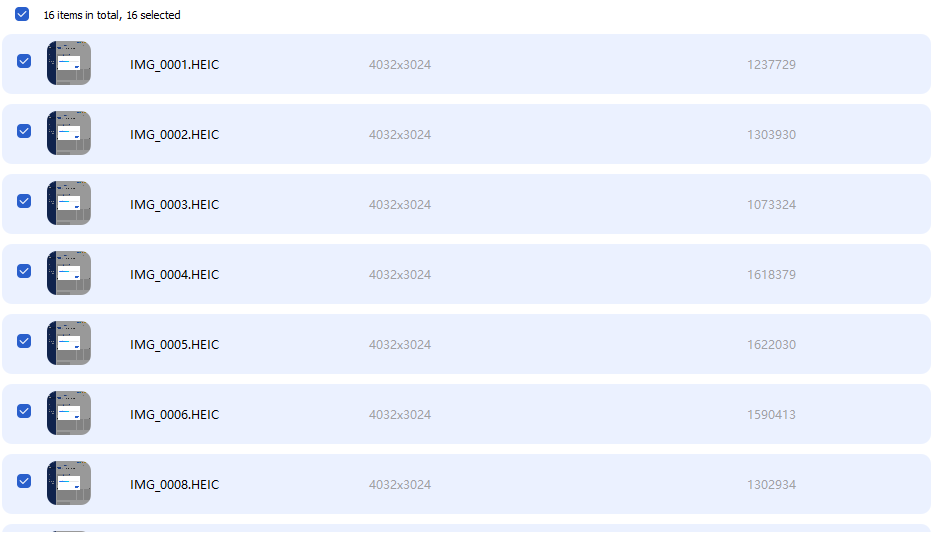 16 items in total, 16 selected
IMG_0001.HEIC 4032x3024 1237729
IMG_0002.HEIC 4032x3024 1303930
IMG_0003.HEIC 4032x3024 1073324
IMG_0004.HEIC 4032x3024 1618379
IMG_0005.HEIC 4032x3024 1622030
IMG_0006.HEIC 4032x3024 1590413
IMG_0008.HEIC 4032x3024 1302934